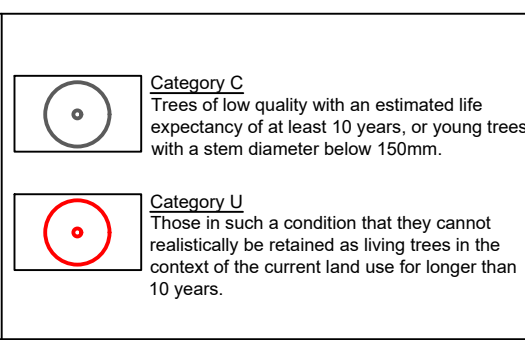 Category C
Trees of low quality with an estimated life
expectancy of at least 10 years, or young trees
with a stem diameter below 150mm.
Category U
Those in such a condition that they cannot
realistically be retained as living trees in the
context of the current land use for longer than
10 years.